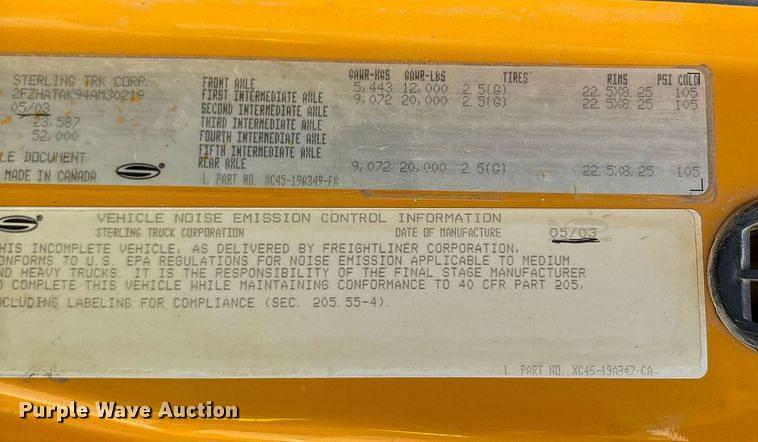 GAWR-KGS GAWR-LBS TIRES RIMS PSI COLD
STERLING TRK CORP. FRONT AXLE 5,443 12,000 2.5(G) 22.5X8.25 105
2FZHATAK94AM30219 FIRST INTERMEDIATE AXLE 9,072 20,000 2.5(G) 22.5X8.25 105
05/03 SECOND INTERMEDIATE AXLE
23,587 THIRD INTERMEDIATE AXLE
52,000 FOURTH INTERMEDIATE AXLE
FIFTH INTERMEDIATE AXLE
LE DOCUMENT REAR AXLE 9,072 20,000 2.5(G) 22.5X8.25 105
MADE IN CANADA L PART NO. XC45-19A349-FA
VEHICLE NOISE EMISSION CONTROL INFORMATION
STERLING TRUCK CORPORATION DATE OF MANUFACTURE 05/03
HIS INCOMPLETE VEHICLE, AS DELIVERED BY FREIGHTLINER CORPORATION,
ONFORMS TO U.S. EPA REGULATIONS FOR NOISE EMISSION APPLICABLE TO MEDIUM
ND HEAVY TRUCKS. IT IS THE RESPONSIBILITY OF THE FINAL STAGE MANUFACTURER
O COMPLETE THIS VEHICLE WHILE MAINTAINING CONFORMANCE TO 40 CFR PART 205,
NCLUDING LABELING FOR COMPLIANCE (SEC. 205.55-4).
L PART NO. XC45-19A347-CA
Purple Wave Auction